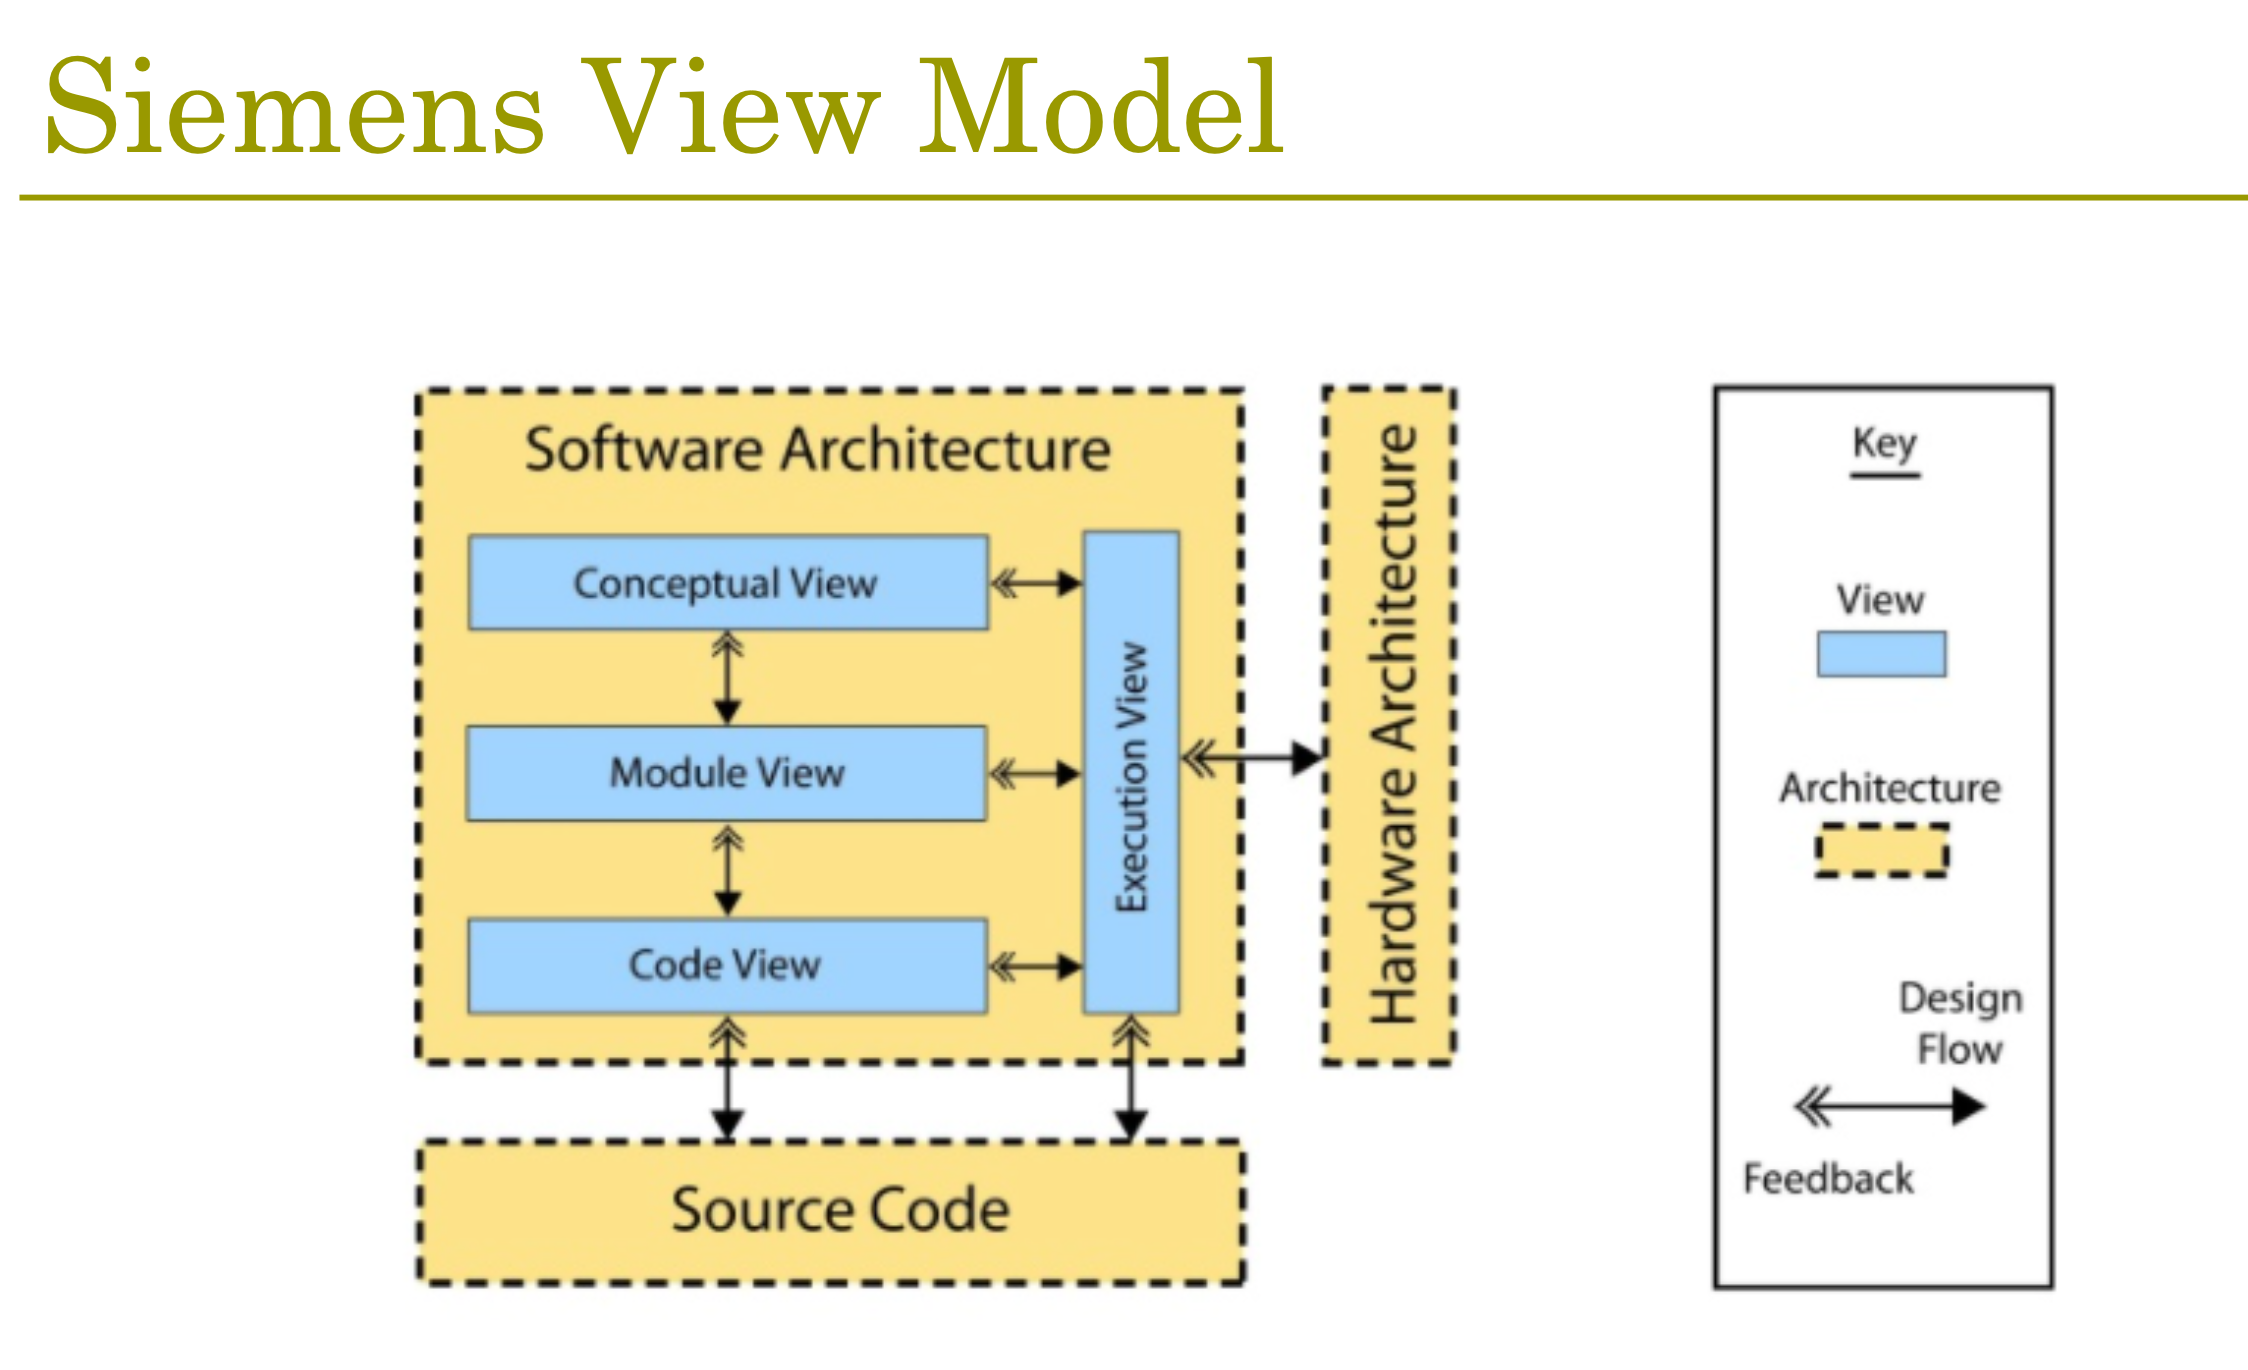 Siemens View Model
Software Architecture
Conceptual View
Module View
Code View
Execution View
Hardware Architecture
Source Code
Key
View
Architecture
Design
Flow
Feedback